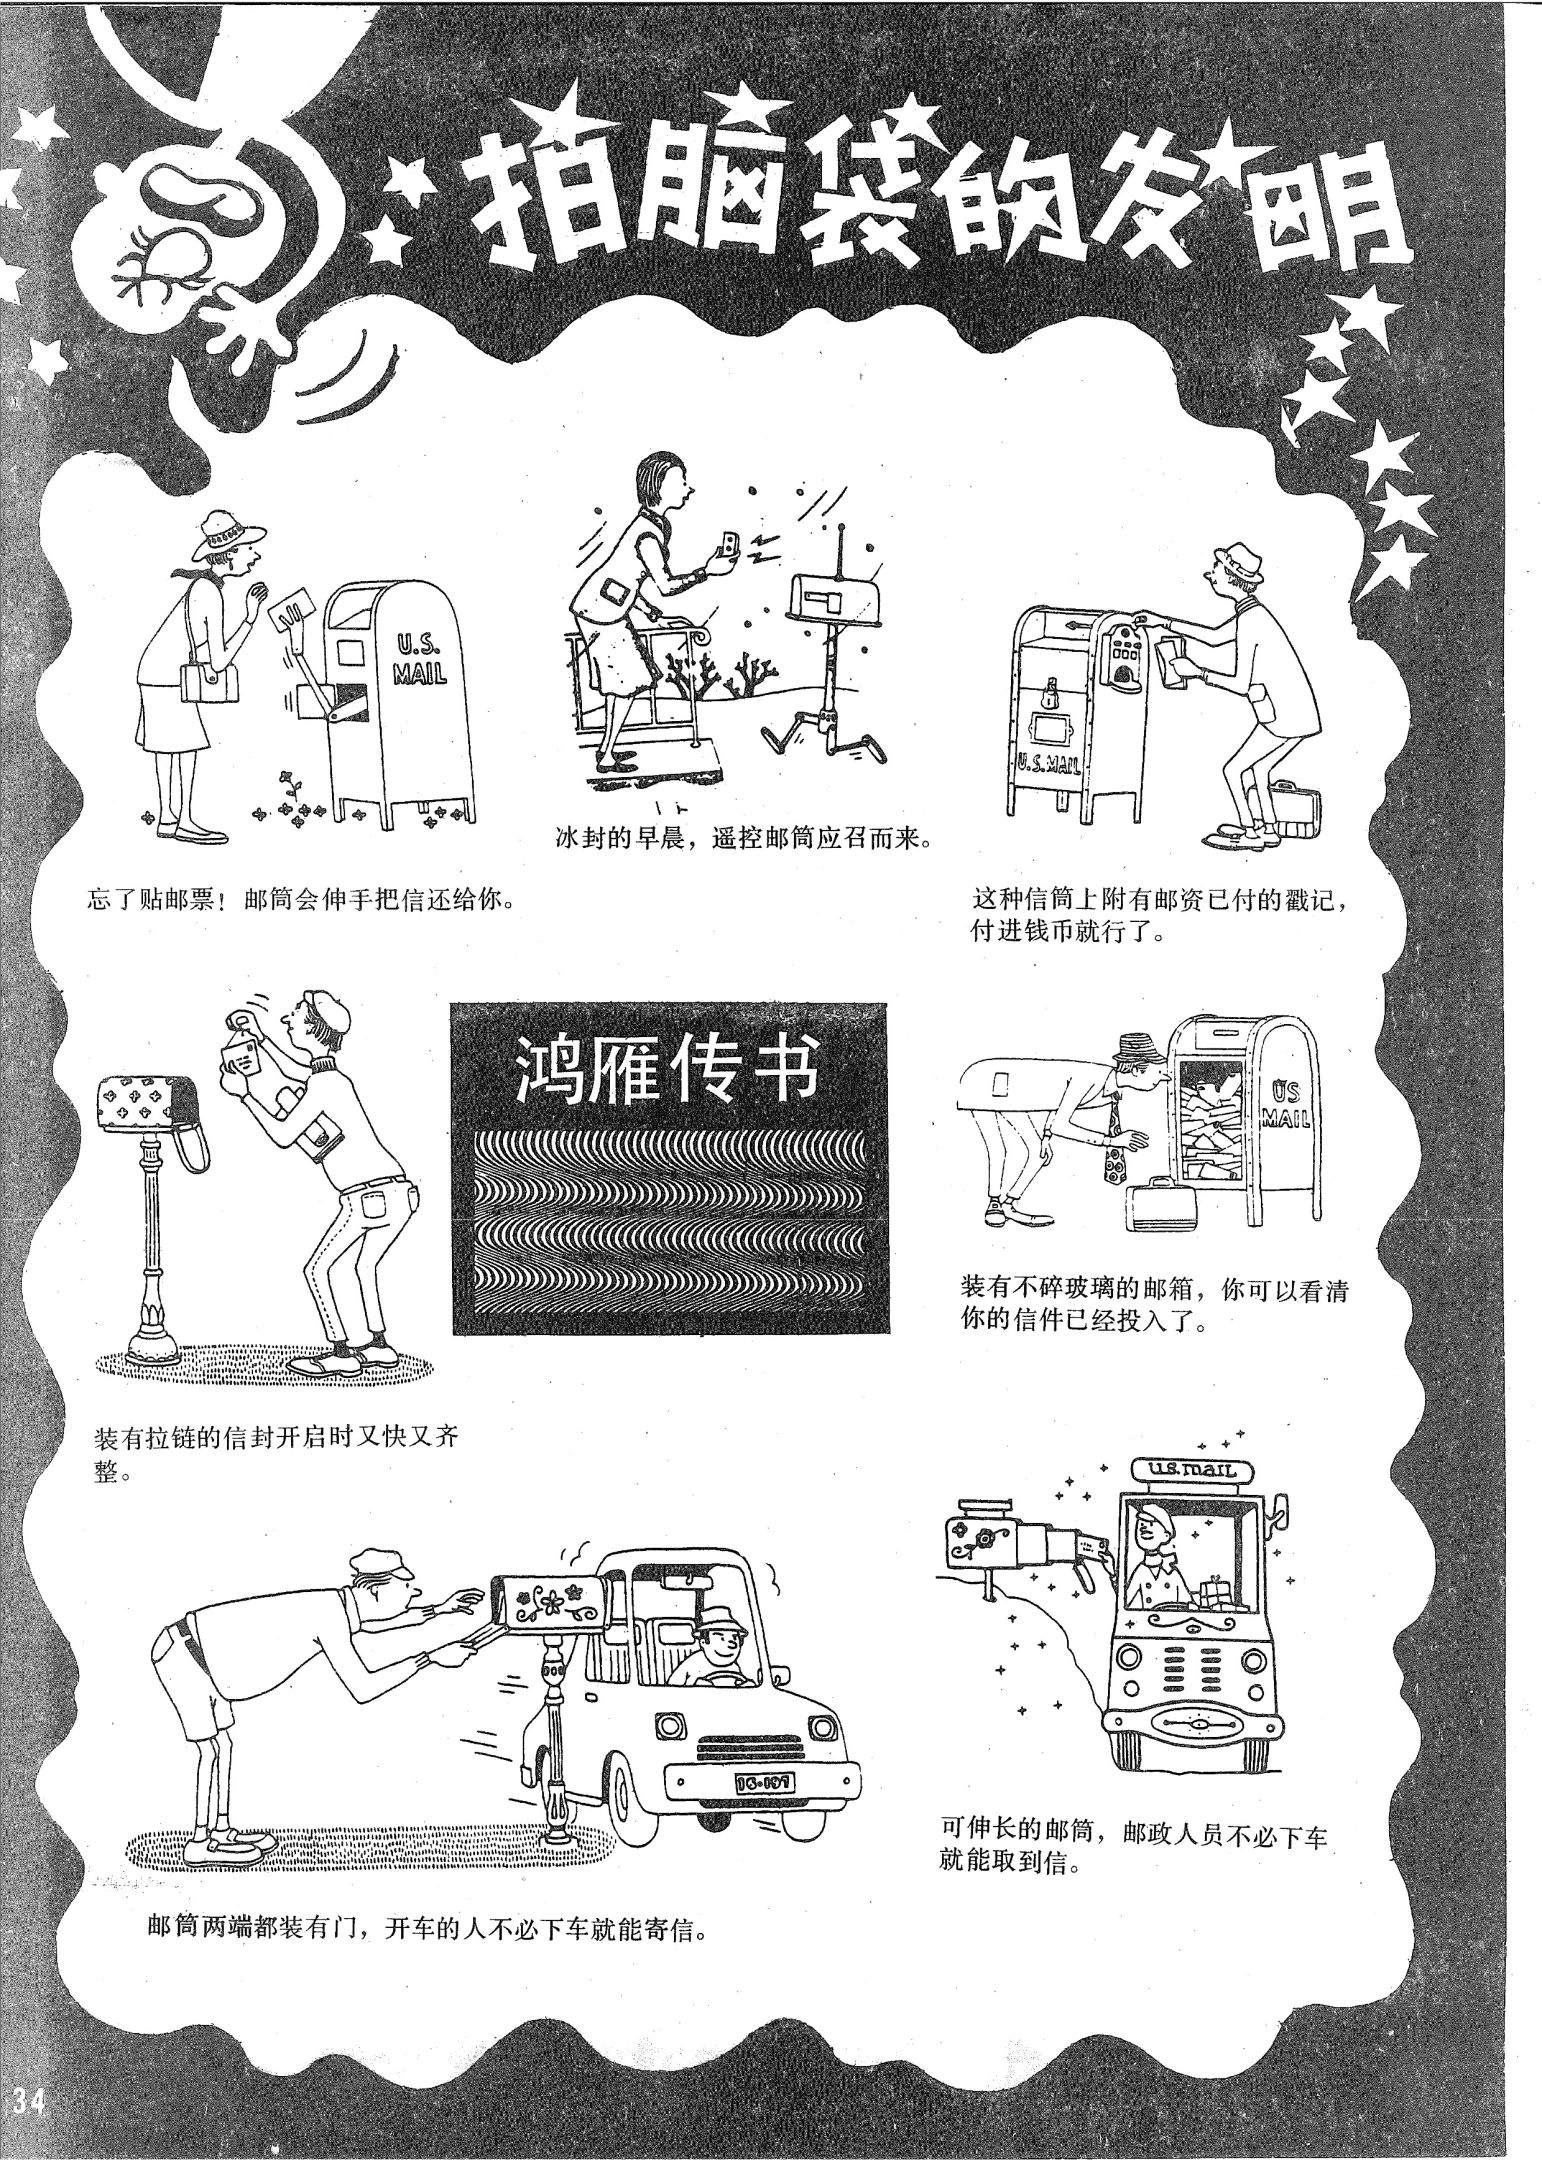 拍脑袋的发明
U.S.
MAIL
忘了贴邮票！邮筒会伸手把信还给你。
冰封的早晨，遥控邮筒应召而来。
U.S.MAIL
这种信筒上附有邮资已付的戳记，
付进钱币就行了。
装有拉链的信封开启时又快又齐
整。
鸿雁传书
US
MAIL
装有不碎玻璃的邮箱，你可以看清
你的信件已经投入了。
邮筒两端都装有门，开车的人不必下车就能寄信。
U.S.MAIL
可伸长的邮筒，邮政人员不必下车
就能取到信。
34